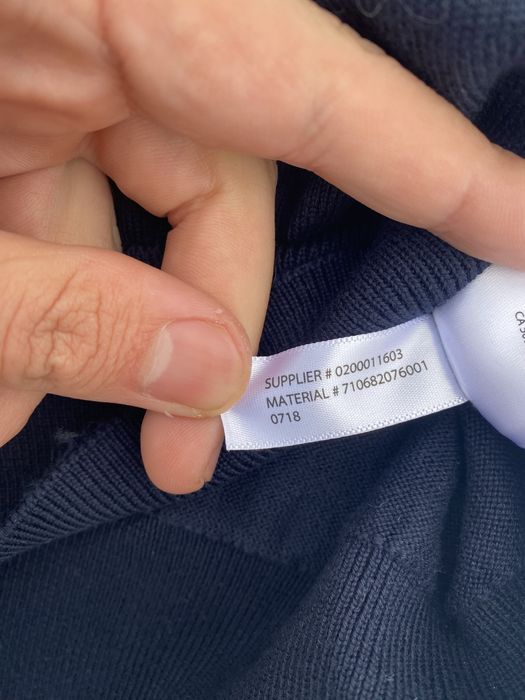 SUPPLIER # 0200011603
MATERIAL # 710682076001
0718